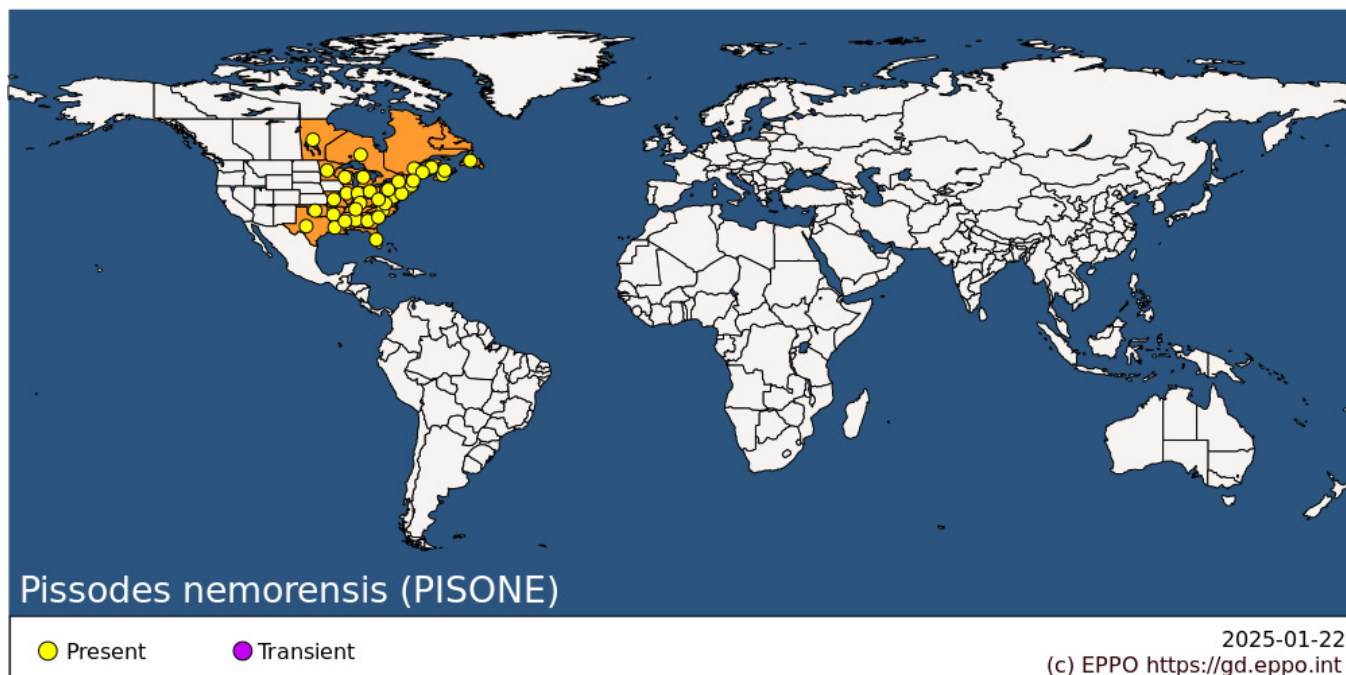 Pissodes nemorensis (PISONE)
Present
Transient
2025-01-22
(c) EPPO https://gd.eppo.int